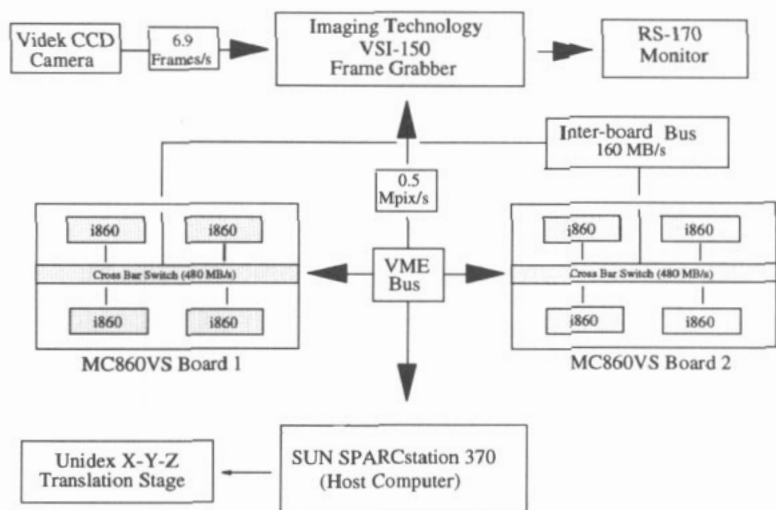 Videk CCD
Camera
6.9
Frames/s
Imaging Technology
VSI-150
Frame Grabber
RS-170
Monitor
Inter-board Bus
160 MB/s
0.5
Mpix/s
i860
i860
Cross Bar Switch (480 MB/s)
i860
i860
MC860VS Board 1
VME
Bus
i860
i860
Cross Bar Switch (480 MB/s)
i860
i860
MC860VS Board 2
Unidex X-Y-Z
Translation Stage
SUN SPARCstation 370
(Host Computer)